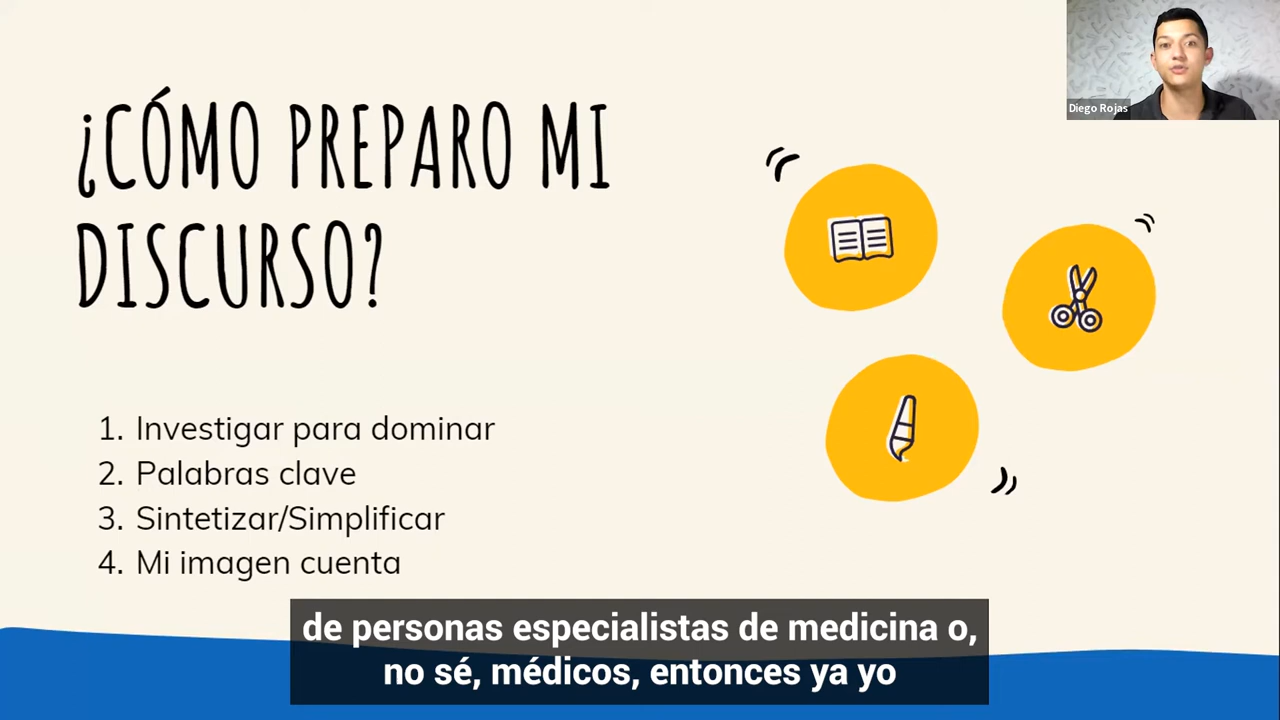 Diego Rojas
¿CÓMO PREPARO MI
DISCURSO?
1. Investigar para dominar
2. Palabras clave
3. Sintetizar/Simplificar
4. Mi imagen cuenta
de personas especialistas de medicina o,
no sé, médicos, entonces ya yo